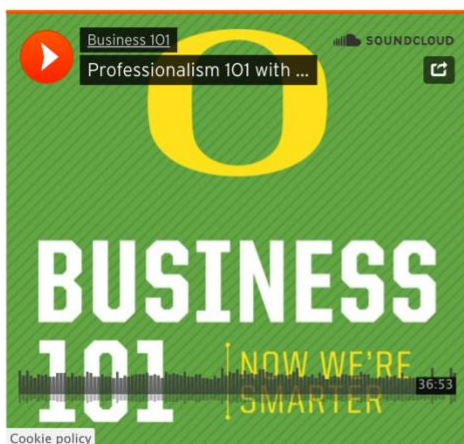 Business 101
SOUNDCLOUD
Professionalism 101 with ...
O
BUSINESS
101
NOW WE'RE
SMARTER
36:53
Cookie policy